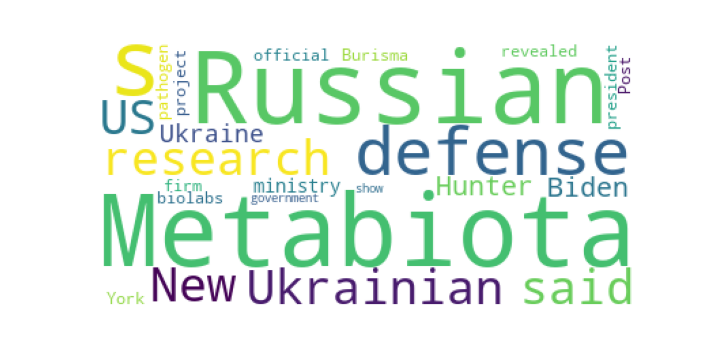 S Russian
pathogen
project
official Burisma revealed
president
Post
US
Ukraine
research defense
firm ministry Hunter Biden
biolabs government show
Metabiota
New Ukrainian said
York